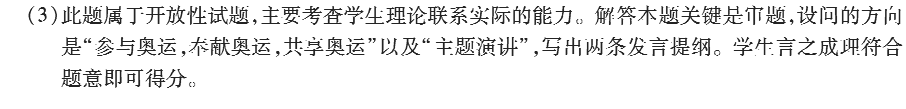 (3)此题属于开放性试题,主要考查学生理论联系实际的能力。解答本题关键是审题,设问的方向
是“参与奥运,奉献奥运,共享奥运”以及“主题演讲”,写出两条发言提纲。学生言之成理符合
题意即可得分。